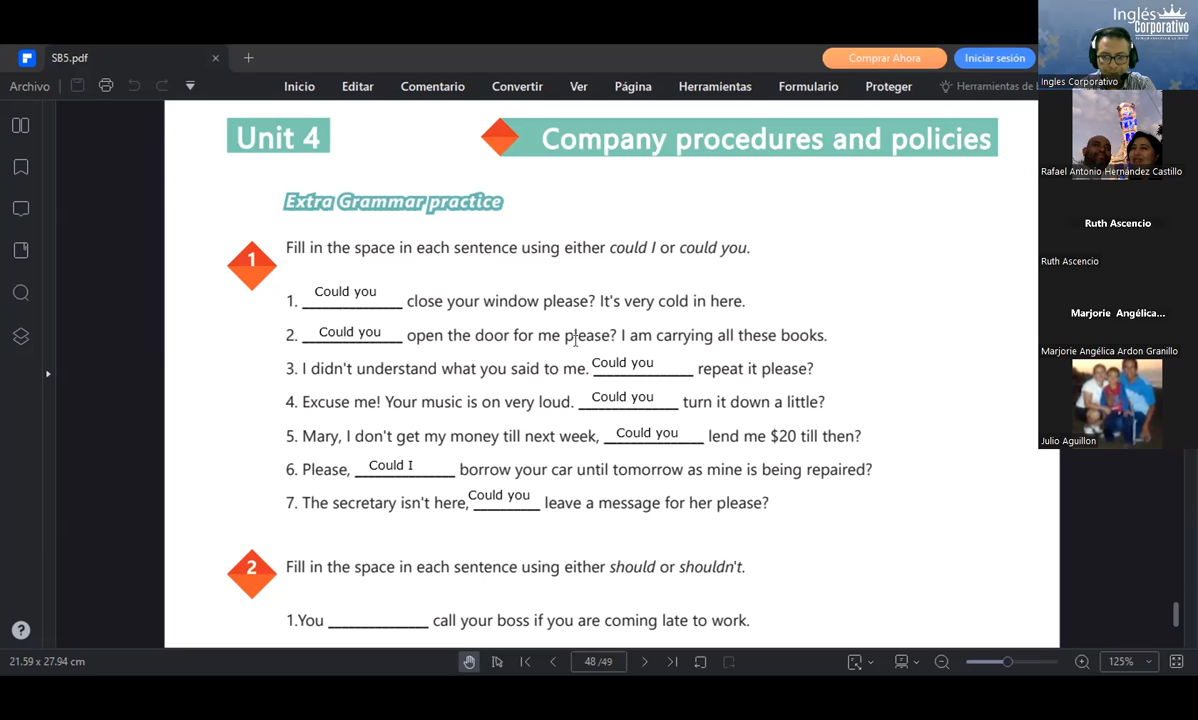 SB5.pdf
Comprar Ahora
Iniciar sesión
Archivo
Inicio
Editar
Comentario
Convertir
Ver
Página
Herramientas
Formulario
Proteger
Herramientas de
Unit 4
Company procedures and policies
Extra Grammar practice
1
Fill in the space in each sentence using either could I or could you.
1. Could you close your window please? It's very cold in here.
2. Could you open the door for me please? I am carrying all these books.
3. I didn't understand what you said to me. Could you repeat it please?
4. Excuse me! Your music is on very loud. Could you turn it down a little?
5. Mary, I don't get my money till next week, Could you lend me $20 till then?
6. Please, Could I borrow your car until tomorrow as mine is being repaired?
7. The secretary isn't here, Could you leave a message for her please?
2
Fill in the space in each sentence using either should or shouldn't.
1.You ______________ call your boss if you are coming late to work.
21.59 x 27.94 cm
48 /49
125%
Inglés
Corporativo
Ingles Corporativo
Rafael Antonio Hernández Castillo
Ruth Ascencio
Ruth Ascencio
Marjorie Angélica...
Marjorie Angélica Ardon Granillo
Julio Aguillon